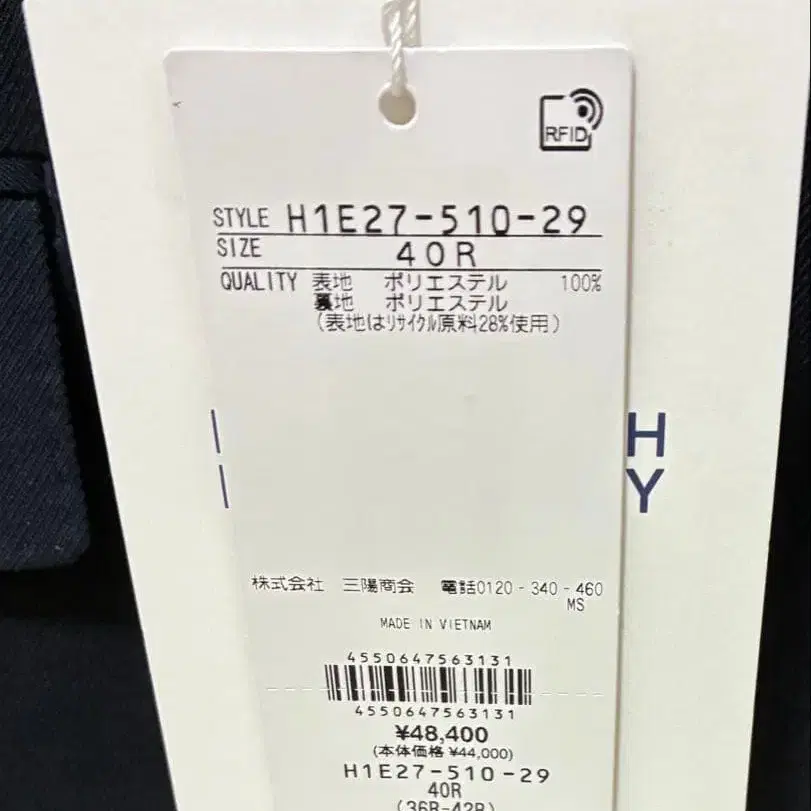 RFID
STYLE H1E27-510-29
SIZE 40R
QUALITY 表地 ポリエステル 100%
裏地 ポリエステル
(表地はリサイクル原料28%使用)
H
Y
株式会社 三陽商会 電話0120-340-460
MS
MADE IN VIETNAM
4550647563131
4550647563131
¥48,400
(本体価格 ¥44,000)
H1E27-510-29
40R
(36R-42R)